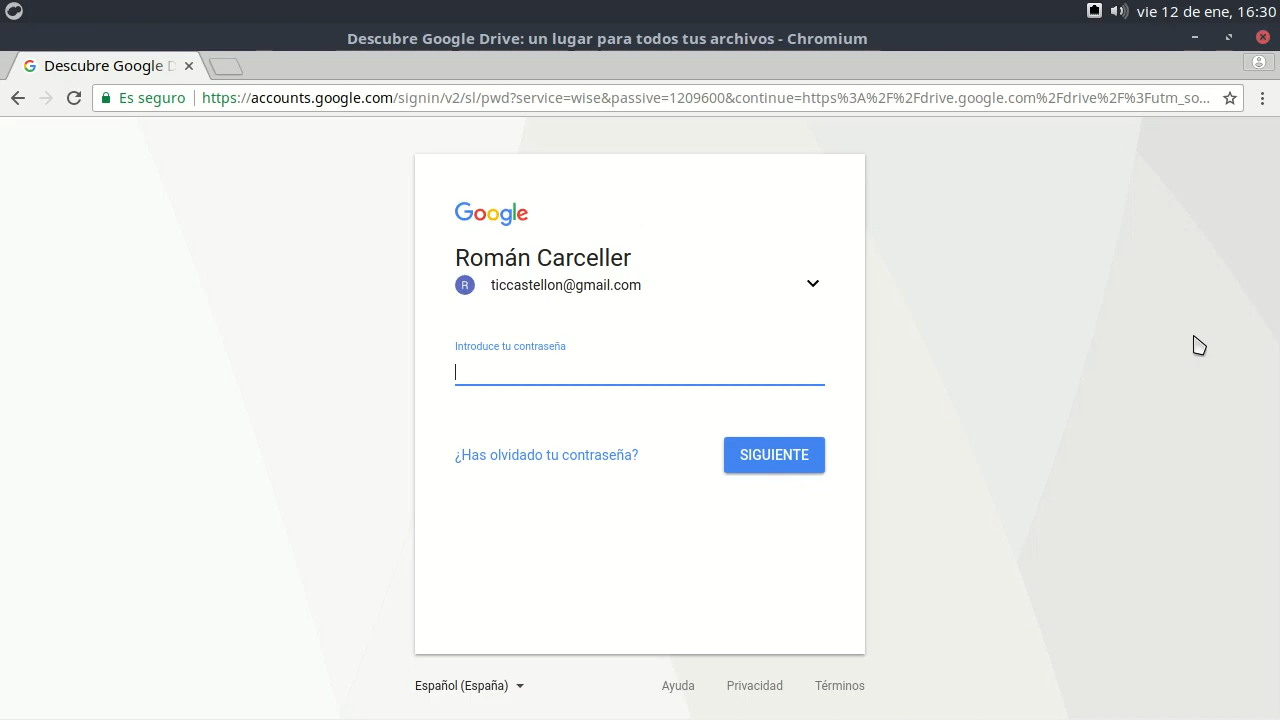 vie 12 de ene, 16:30
Descubre Google Drive: un lugar para todos tus archivos - Chromium
Descubre Google D
Es seguro https://accounts.google.com/signin/v2/sl/pwd?service=wise&passive=1209600&continue=https%3A%2F%2Fdrive.google.com%2Fdrive%2F%3Futm_so...
Google
Román Carceller
R ticcastellon@gmail.com
Introduce tu contraseña
¿Has olvidado tu contraseña? SIGUIENTE
Español (España) Ayuda Privacidad Términos